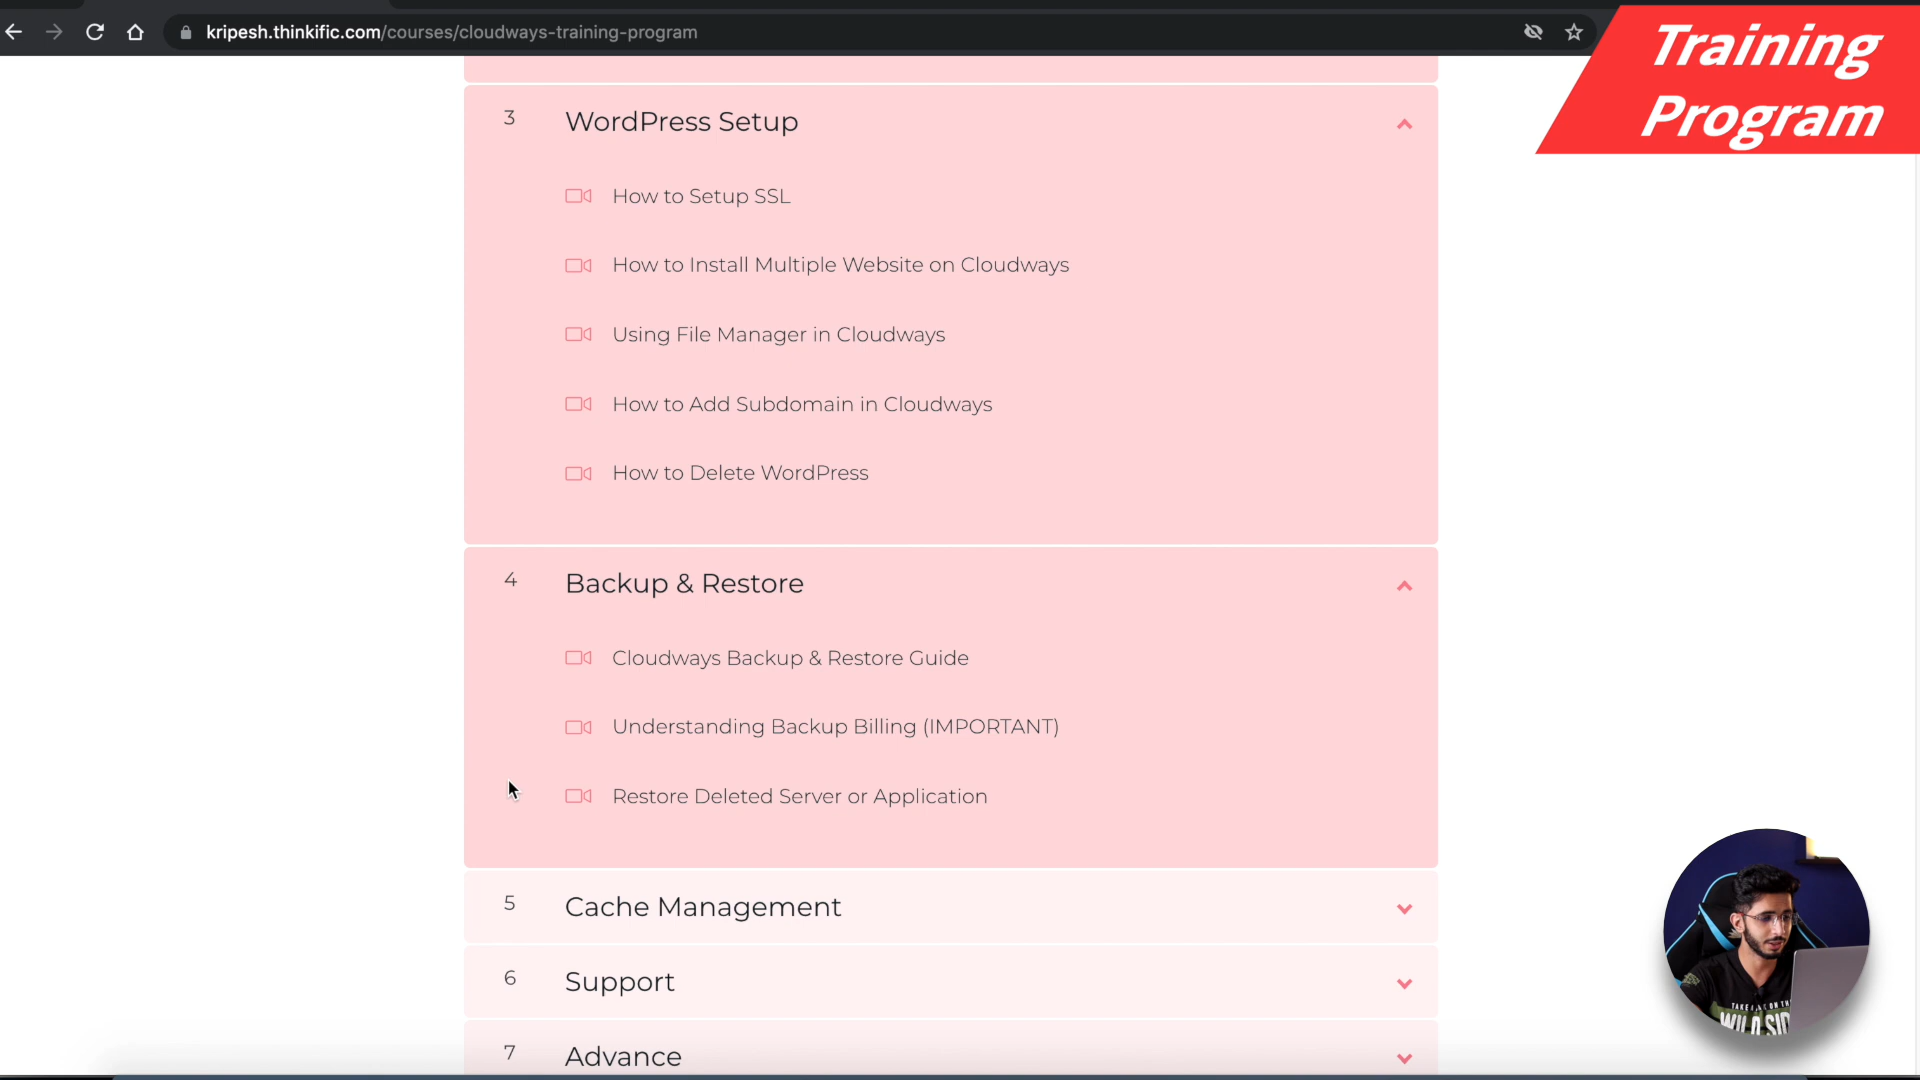 kripesh.thinkific.com/courses/cloudways-training-program
Training
Program
3
WordPress Setup
How to Setup SSL
How to Install Multiple Website on Cloudways
Using File Manager in Cloudways
How to Add Subdomain in Cloudways
How to Delete WordPress
4
Backup & Restore
Cloudways Backup & Restore Guide
Understanding Backup Billing (IMPORTANT)
Restore Deleted Server or Application
5
Cache Management
6
Support
7
Advance